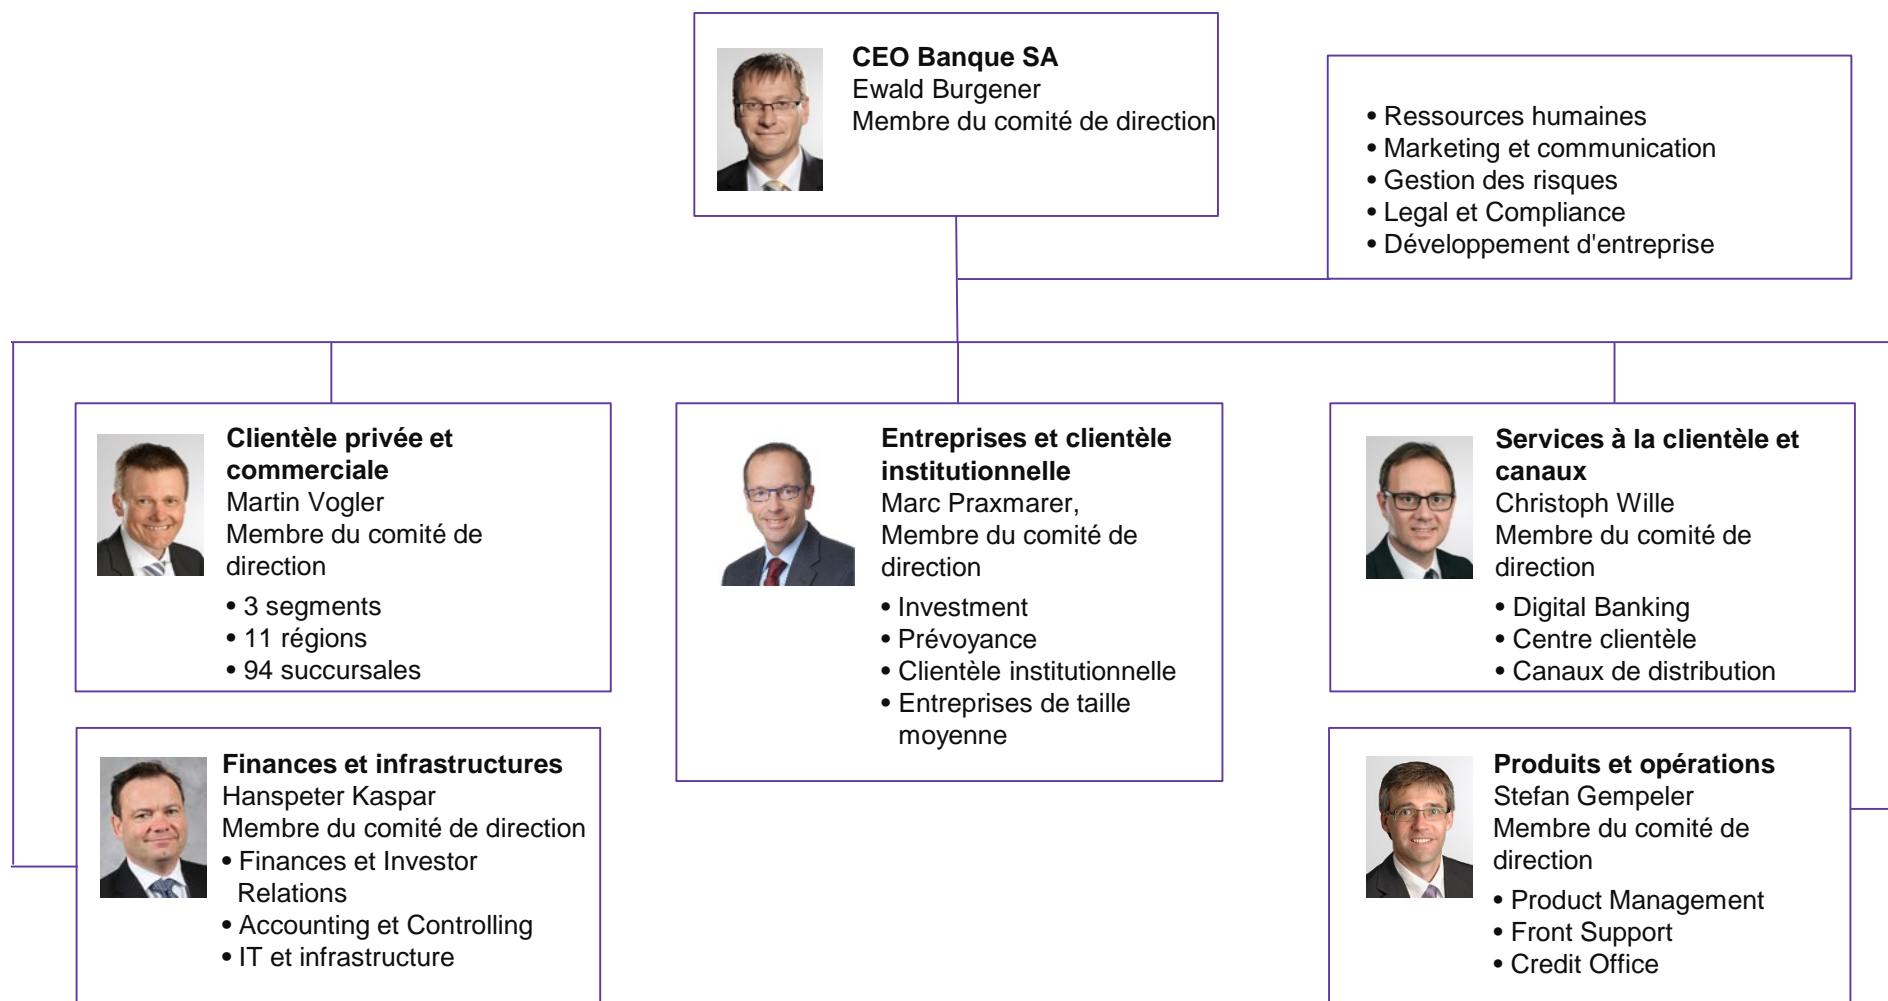 CEO Banque SA
Ewald Burgener
Membre du comité de direction
• Ressources humaines
• Marketing et communication
• Gestion des risques
• Legal et Compliance
• Développement d'entreprise
Clientèle privée et
commerciale
Martin Vogler
Membre du comité de
direction
• 3 segments
• 11 régions
• 94 succursales
Entreprises et clientèle
institutionnelle
Marc Praxmarer,
Membre du comité de
direction
• Investment
• Prévoyance
• Clientèle institutionnelle
• Entreprises de taille
moyenne
Services à la clientèle et
canaux
Christoph Wille
Membre du comité de
direction
• Digital Banking
• Centre clientèle
• Canaux de distribution
Finances et infrastructures
Hanspeter Kaspar
Membre du comité de direction
• Finances et Investor
Relations
• Accounting et Controlling
• IT et infrastructure
Produits et opérations
Stefan Gempeler
Membre du comité de
direction
• Product Management
• Front Support
• Credit Office